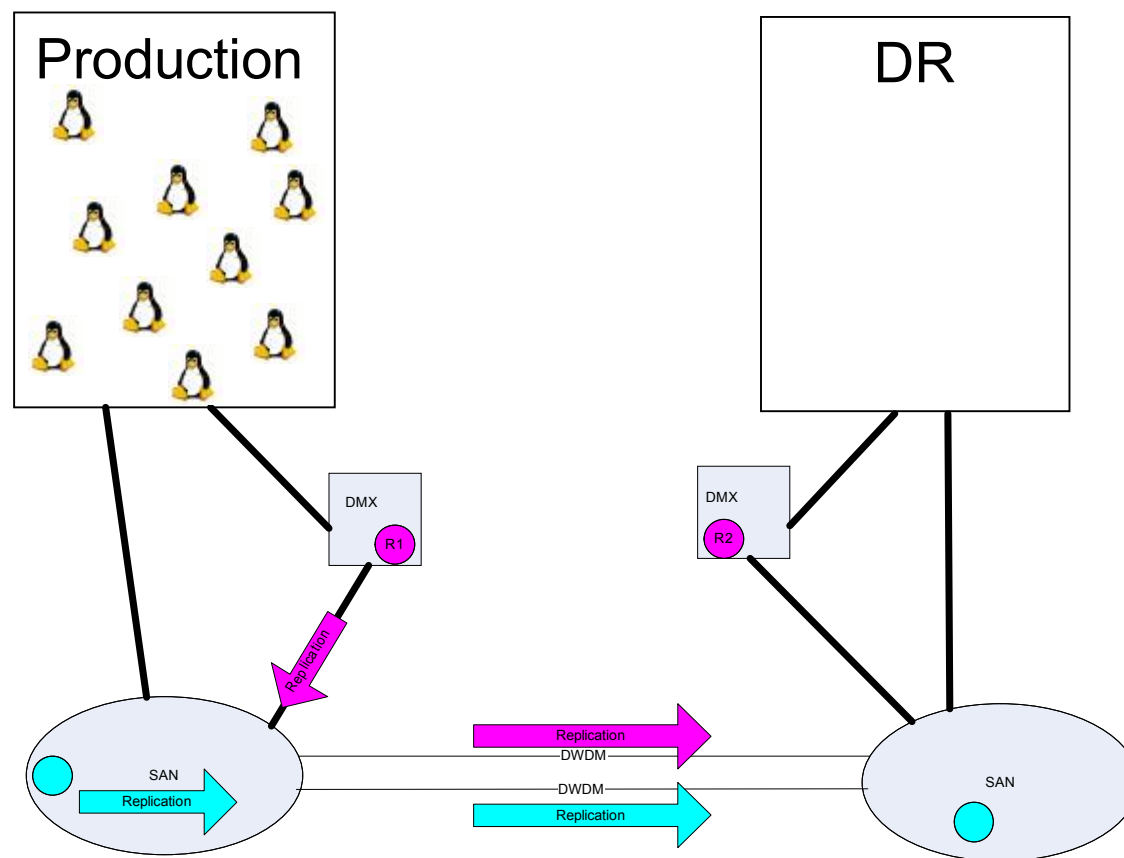 Production
DR
DMX
R1
DMX
R2
Replication
Replication
DWDM
SAN
Replication
DWDM
Replication
SAN